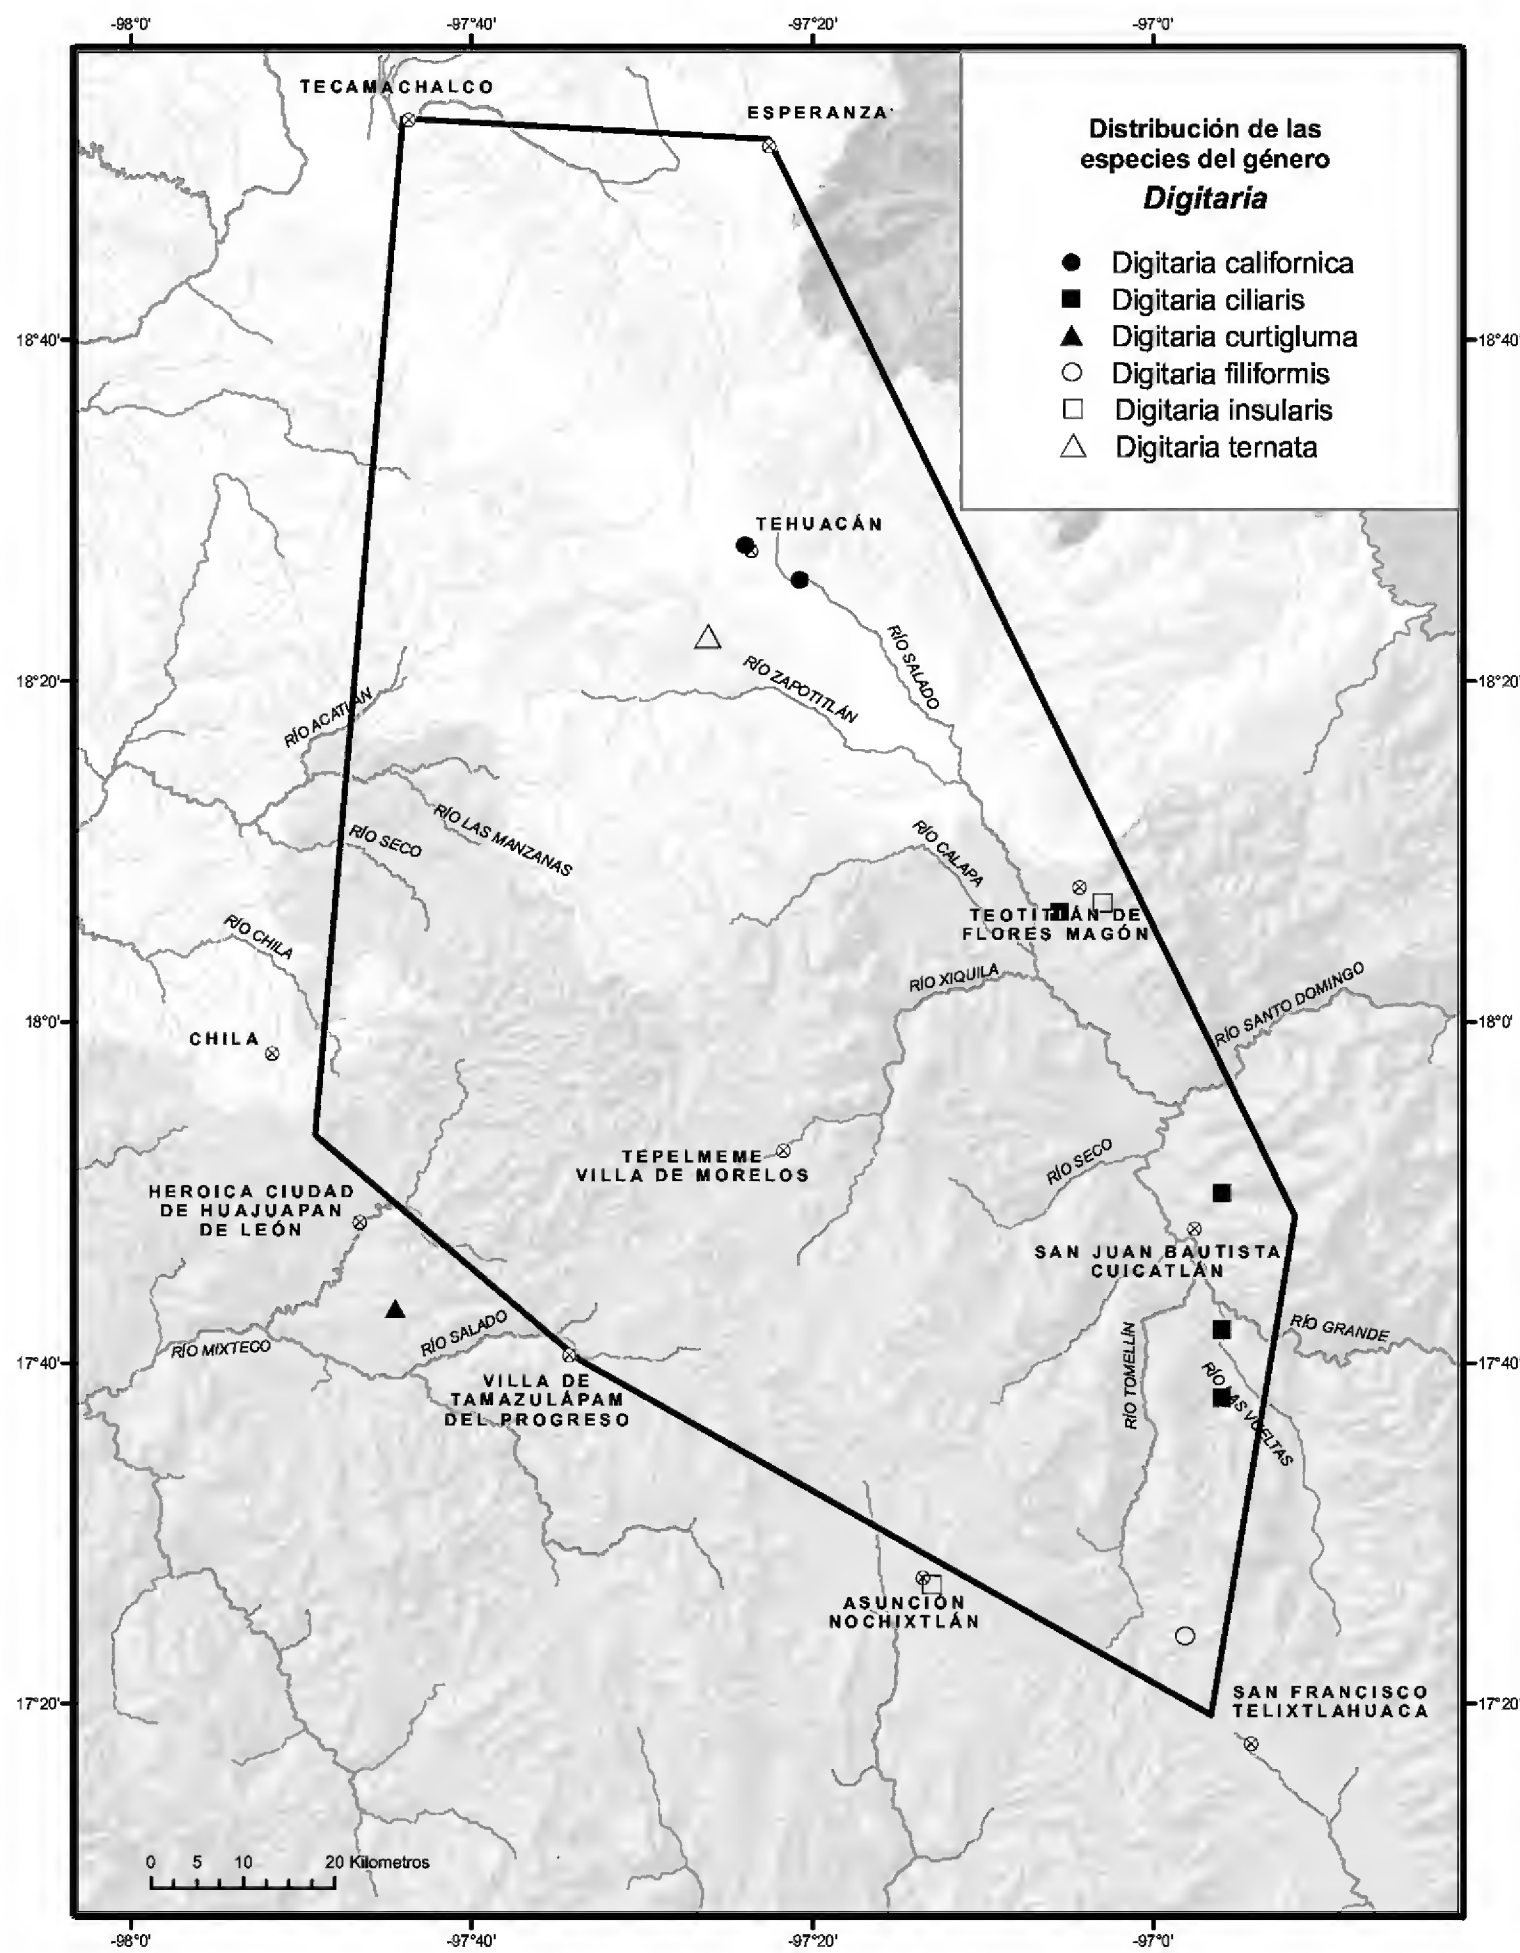 -98°0'
-97°40'
-97°20'
-97°0'
TECAMACHALCO
ESPERANZA
Distribución de las
especies del género
Digitaria
Digitaria californica
Digitaria ciliaris
Digitaria curtigluma
Digitaria filiformis
Digitaria insularis
Digitaria ternata
18°40'
18°40'
TEHUACÁN
RÍO SALADO
18°20'
18°20'
RÍO ZAPOTITLÁN
RÍO ACATLÁN
RÍO LAS MANZANAS
RÍO SECO
RÍO CALAPA
TEOTITLÁN DE
FLORES MAGÓN
RÍO CHILA
RÍO XIQUILA
RÍO SANTO DOMINGO
18°0'
18°0'
CHILA
TEPELMEME
VILLA DE MORELOS
RÍO SECO
HEROICA CIUDAD
DE HUAJUAPAN
DE LEÓN
SAN JUAN BAUTISTA
CUICATLÁN
RÍO SALADO
RÍO MIXTECO
RÍO TOMELLÍN
RÍO GRANDE
17°40'
17°40'
RÍO LAS VUELTAS
VILLA DE
TAMAZULÁPAM
DEL PROGRESO
ASUNCIÓN
NOCHIXTLÁN
SAN FRANCISCO
TELIXTLAHUACA
17°20'
17°20'
0 5 10 20 Kilometros
-98°0'
-97°40'
-97°20'
-97°0'